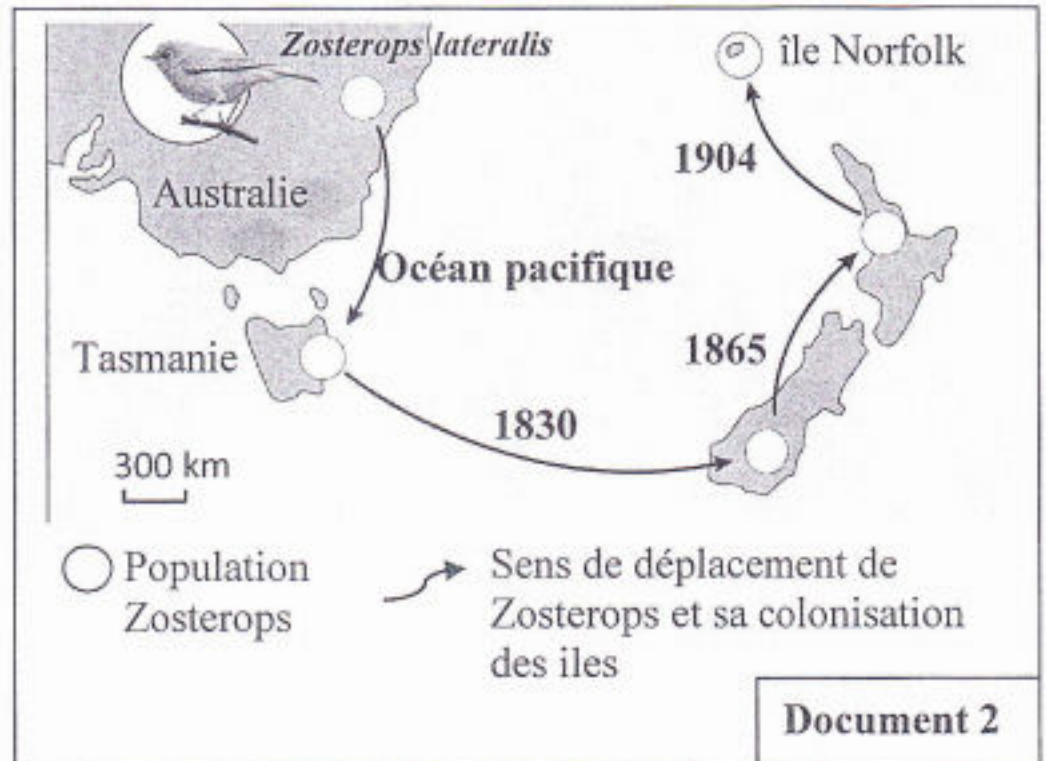 Zosterops lateralis
île Norfolk
1904
Australie
Océan pacifique
Tasmanie
1865
1830
300 km
Population
Zosterops
Sens de déplacement de
Zosterops et sa colonisation
des iles
Document 2